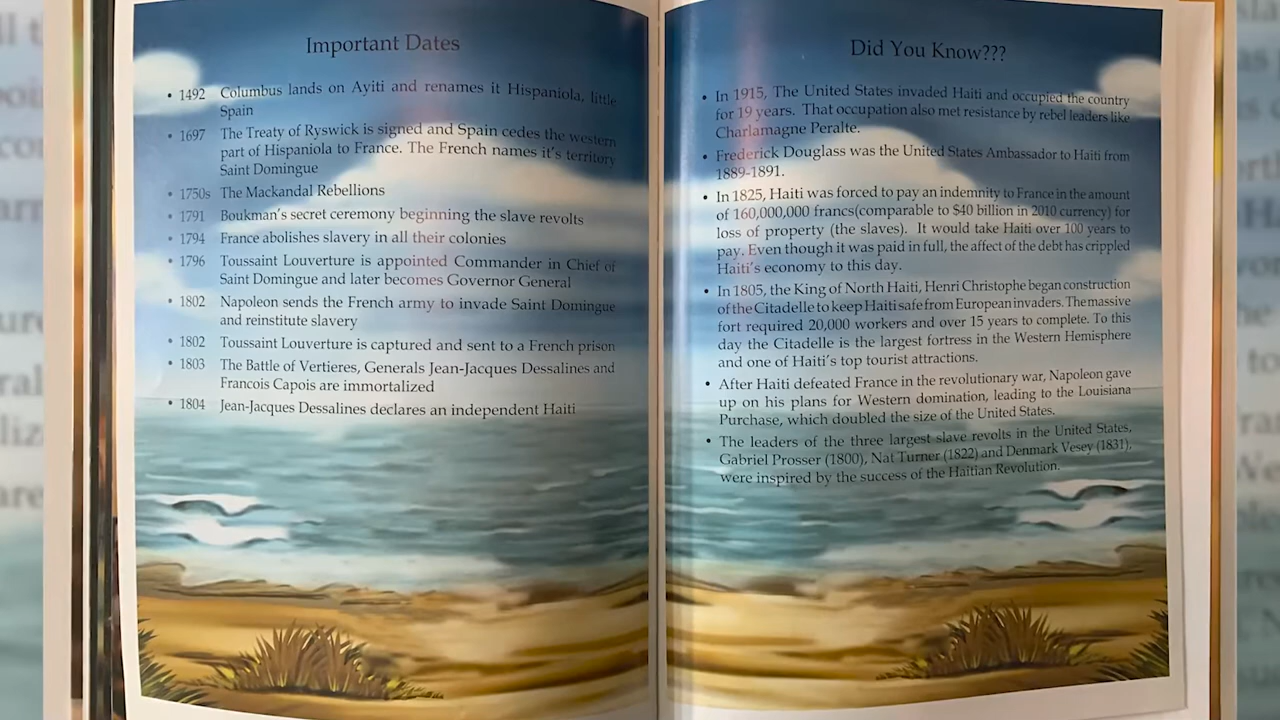 Important Dates
• 1492 Columbus lands on Ayiti and renames it Hispaniola, little
Spain
• 1697 The Treaty of Ryswick is signed and Spain cedes the western
part of Hispaniola to France. The French names it's territory
Saint Domingue
• 1750s The Mackandal Rebellions
• 1791 Boukman's secret ceremony beginning the slave revolts
• 1794 France abolishes slavery in all their colonies
• 1796 Toussaint Louverture is appointed Commander in Chief of
Saint Domingue and later becomes Governor General
• 1802 Napoleon sends the French army to invade Saint Domingue
and reinstitute slavery
• 1802 Toussaint Louverture is captured and sent to a French prison
• 1803 The Battle of Vertieres, Generals Jean-Jacques Dessalines and
Francois Capois are immortalized
• 1804 Jean-Jacques Dessalines declares an independent Haiti
Did You Know???
• In 1915, The United States invaded Haiti and occupied the country
for 19 years. That occupation also met resistance by rebel leaders like
Charlamagne Peralte.
• Frederick Douglass was the United States Ambassador to Haiti from
1889-1891.
• In 1825, Haiti was forced to pay an indemnity to France in the amount
of 160,000,000 francs(comparable to $40 billion in 2010 currency) for
loss of property (the slaves). It would take Haiti over 100 years to
pay. Even though it was paid in full, the affect of the debt has crippled
Haiti's economy to this day.
• In 1805, the King of North Haiti, Henri Christophe began construction
of the Citadelle to keep Haiti safe from European invaders. The massive
fort required 20,000 workers and over 15 years to complete. To this
day the Citadelle is the largest fortress in the Western Hemisphere
and one of Haiti's top tourist attractions.
• After Haiti defeated France in the revolutionary war, Napoleon gave
up on his plans for Western domination, leading to the Louisiana
Purchase, which doubled the size of the United States.
• The leaders of the three largest slave revolts in the United States,
Gabriel Prosser (1800), Nat Turner (1822) and Denmark Vesey (1831),
were inspired by the success of the Haitian Revolution.